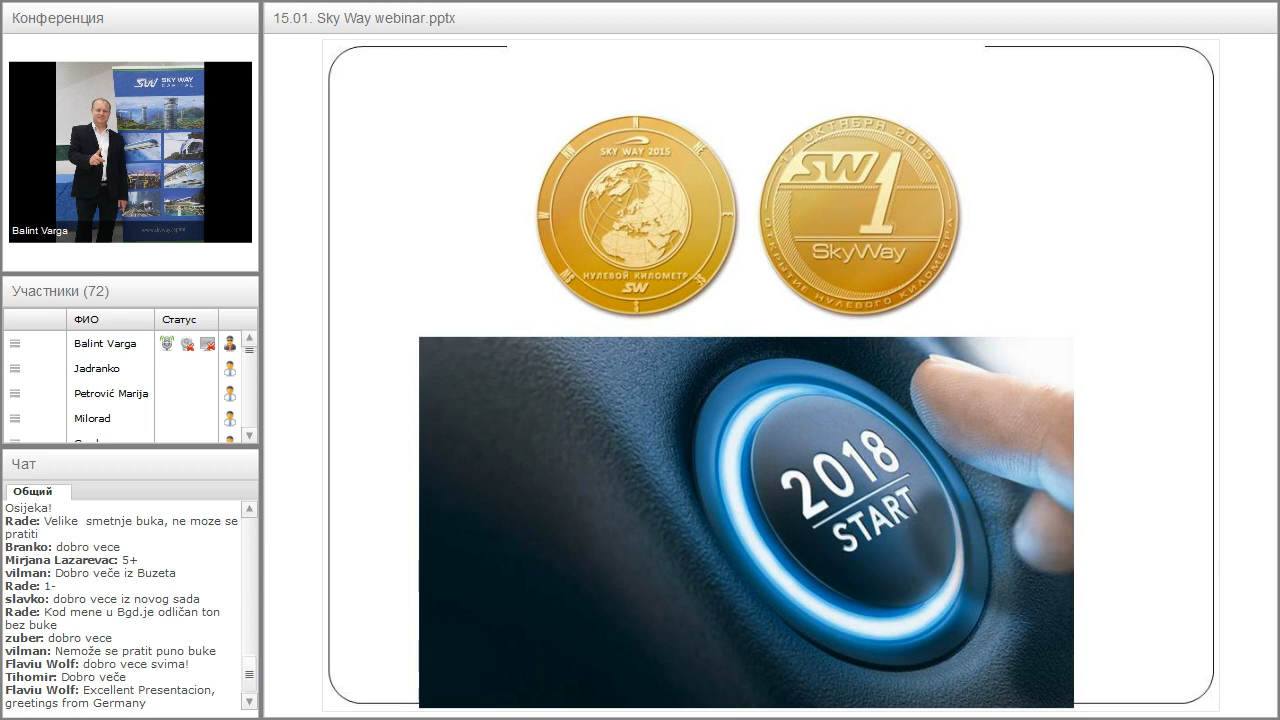 Конференция
SW SKY WAY
CAPITAL
Balint Varga
Участники (72)
ФИО Статус
Balint Varga
Jadranko
Petrović Marija
Milorad
Чат
Общий
Osijeka!
Rade: Velike smetnje buka, ne moze se
pratiti
Branko: dobro vece
Mirjana Lazarevac: 5+
vilman: Dobro veče iz Buzeta
Rade: 1-
slavko: dobro vece iz novog sada
Rade: Kod mene u Bgd.je odličan ton
bez buke
zuber: dobro vece
vilman: Nemože se pratit puno buke
Flaviu Wolf: dobro vece svima!
Tihomir: Dobro veče
Flaviu Wolf: Excellent Presentacion,
greetings from Germany
15.01. Sky Way webinar.pptx
N
NE
E
S
W
SKY WAY 2015
НУЛЕВОЙ КИЛОМЕТР
SW
17 ОКТЯБРЯ 2015
SW 1
SkyWay
ОТКРЫТИЕ НУЛЕВОГО КИЛОМЕТРА
2018
START